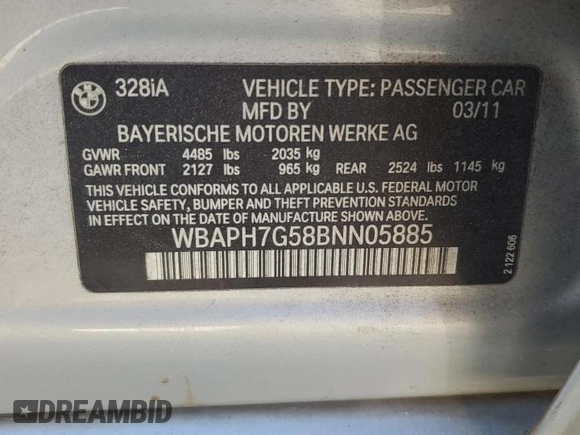 BMW
328iA VEHICLE TYPE: PASSENGER CAR
MFD BY 03/11
BAYERISCHE MOTOREN WERKE AG
GVWR 4485 lbs 2035 kg
GAWR FRONT 2127 lbs 965 kg REAR 2524 lbs 1145 kg
THIS VEHICLE CONFORMS TO ALL APPLICABLE U.S. FEDERAL MOTOR
VEHICLE SAFETY, BUMPER AND THEFT PREVENTION STANDARDS
IN EFFECT ON THE DATE OF MANUFACTURE SHOWN ABOVE.
WBAPH7G58BNN05885
2 122 606
DREAMBID